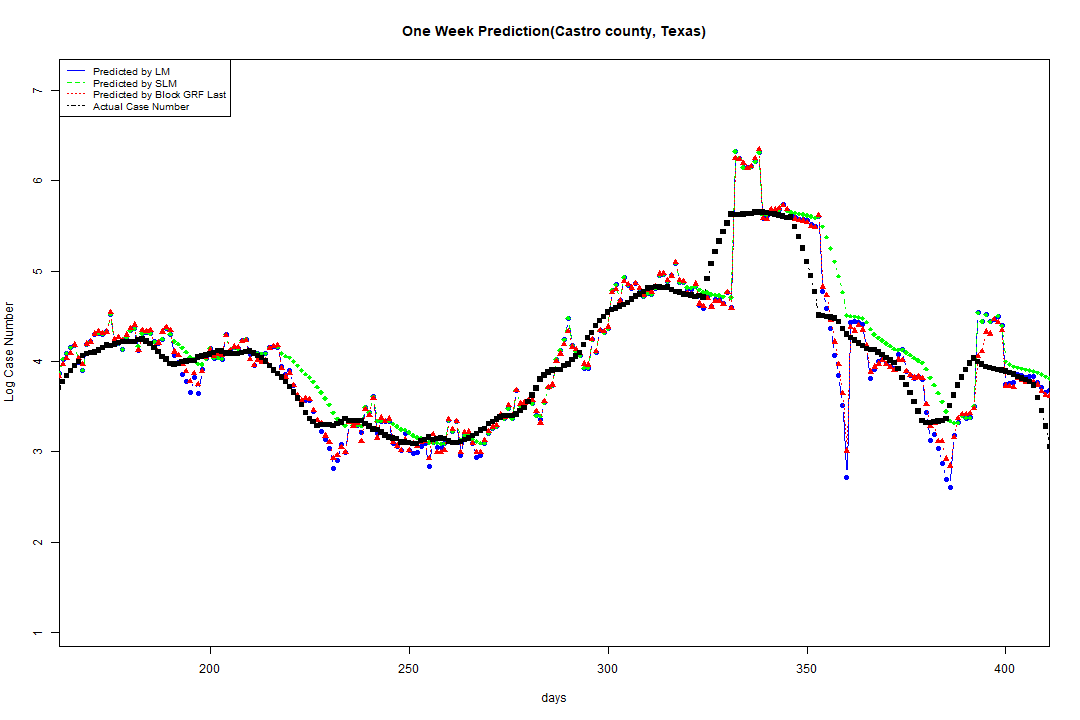 One Week Prediction(Castro county, Texas)
Predicted by LM
Predicted by SLM
Predicted by Block GRF Last
Actual Case Number
7
6
5
4
3
2
1
Log Case Number
200 250 300 350 400
days